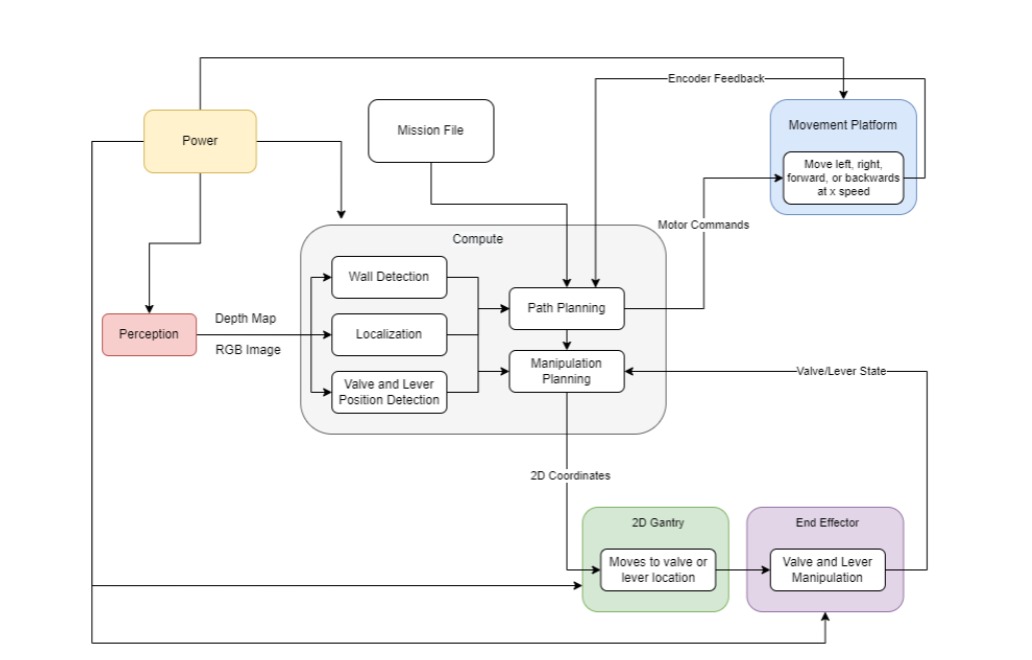 Encoder Feedback
Power
Mission File
Movement Platform
Move left, right,
forward, or backwards
at x speed
Motor Commands
Compute
Wall Detection
Path Planning
Perception
Depth Map
RGB Image
Localization
Manipulation
Planning
Valve and Lever
Position Detection
Valve/Lever State
2D Coordinates
2D Gantry
Moves to valve or
lever location
End Effector
Valve and Lever
Manipulation